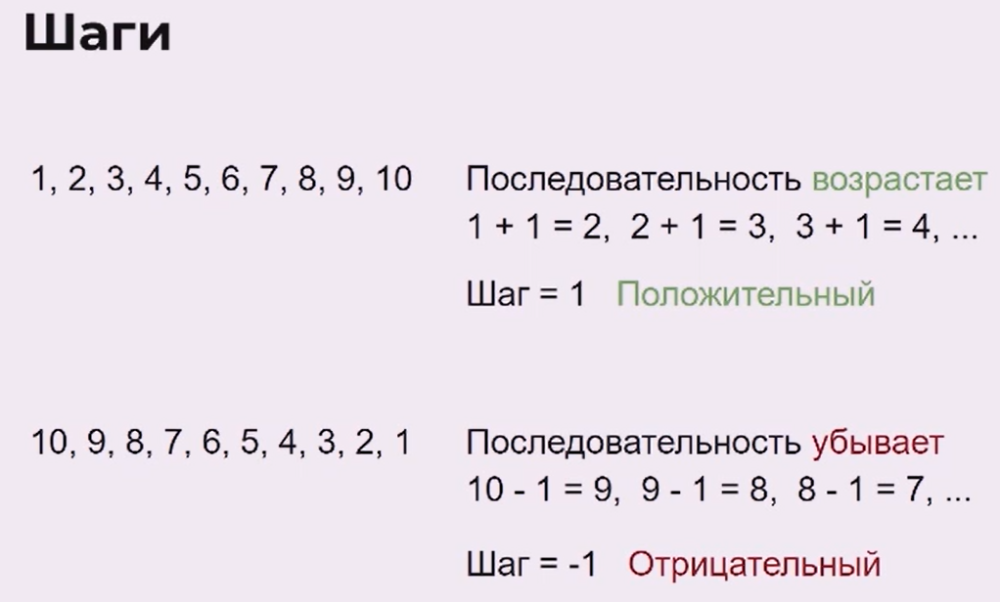 Шаги
1, 2, 3, 4, 5, 6, 7, 8, 9, 10
Последовательность возрастает
1 + 1 = 2, 2 + 1 = 3, 3 + 1 = 4, ...
Шаг = 1 Положительный
10, 9, 8, 7, 6, 5, 4, 3, 2, 1
Последовательность убывает
10 - 1 = 9, 9 - 1 = 8, 8 - 1 = 7, ...
Шаг = -1 Отрицательный